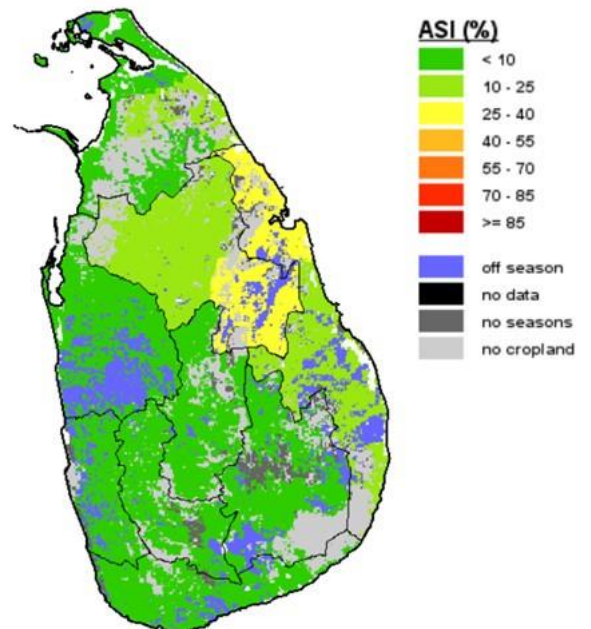 ASI (%)
< 10
10 - 25
25 - 40
40 - 55
55 - 70
70 - 85
>= 85
off season
no data
no seasons
no cropland